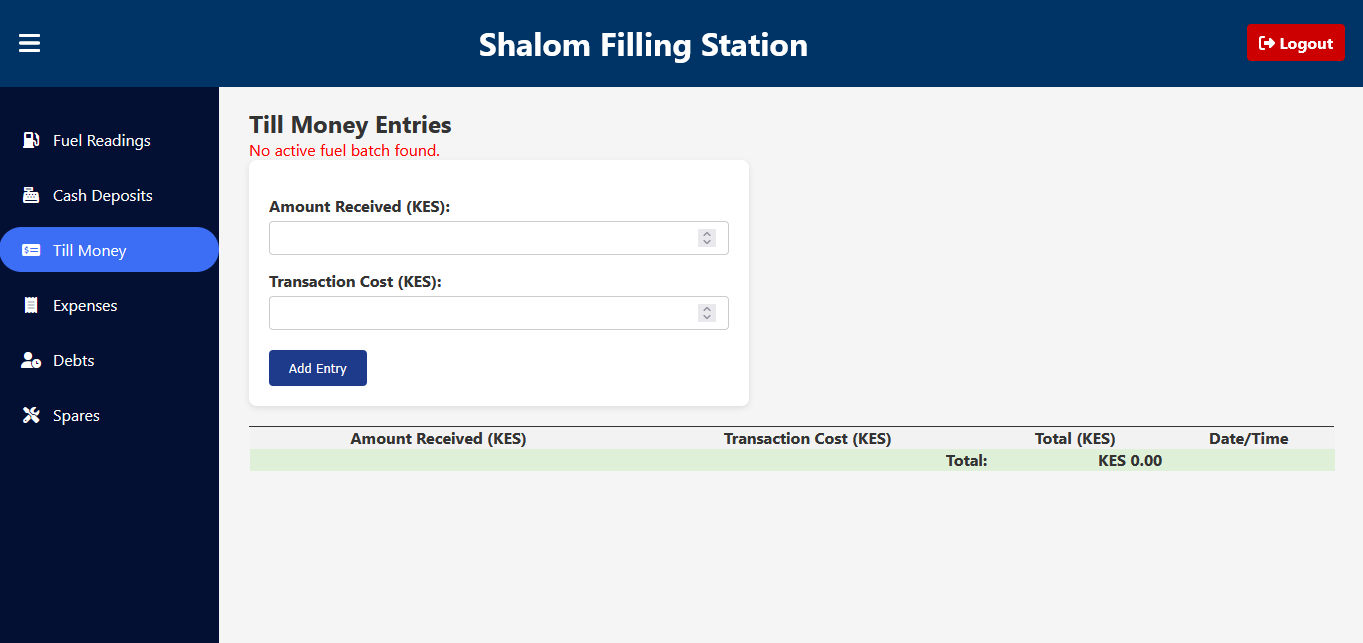 Shalom Filling Station
Logout
Fuel Readings
Cash Deposits
Till Money
Expenses
Debts
Spares
Till Money Entries
No active fuel batch found.
Amount Received (KES):
Transaction Cost (KES):
Add Entry
Amount Received (KES) Transaction Cost (KES) Total (KES) Date/Time
Total: KES 0.00